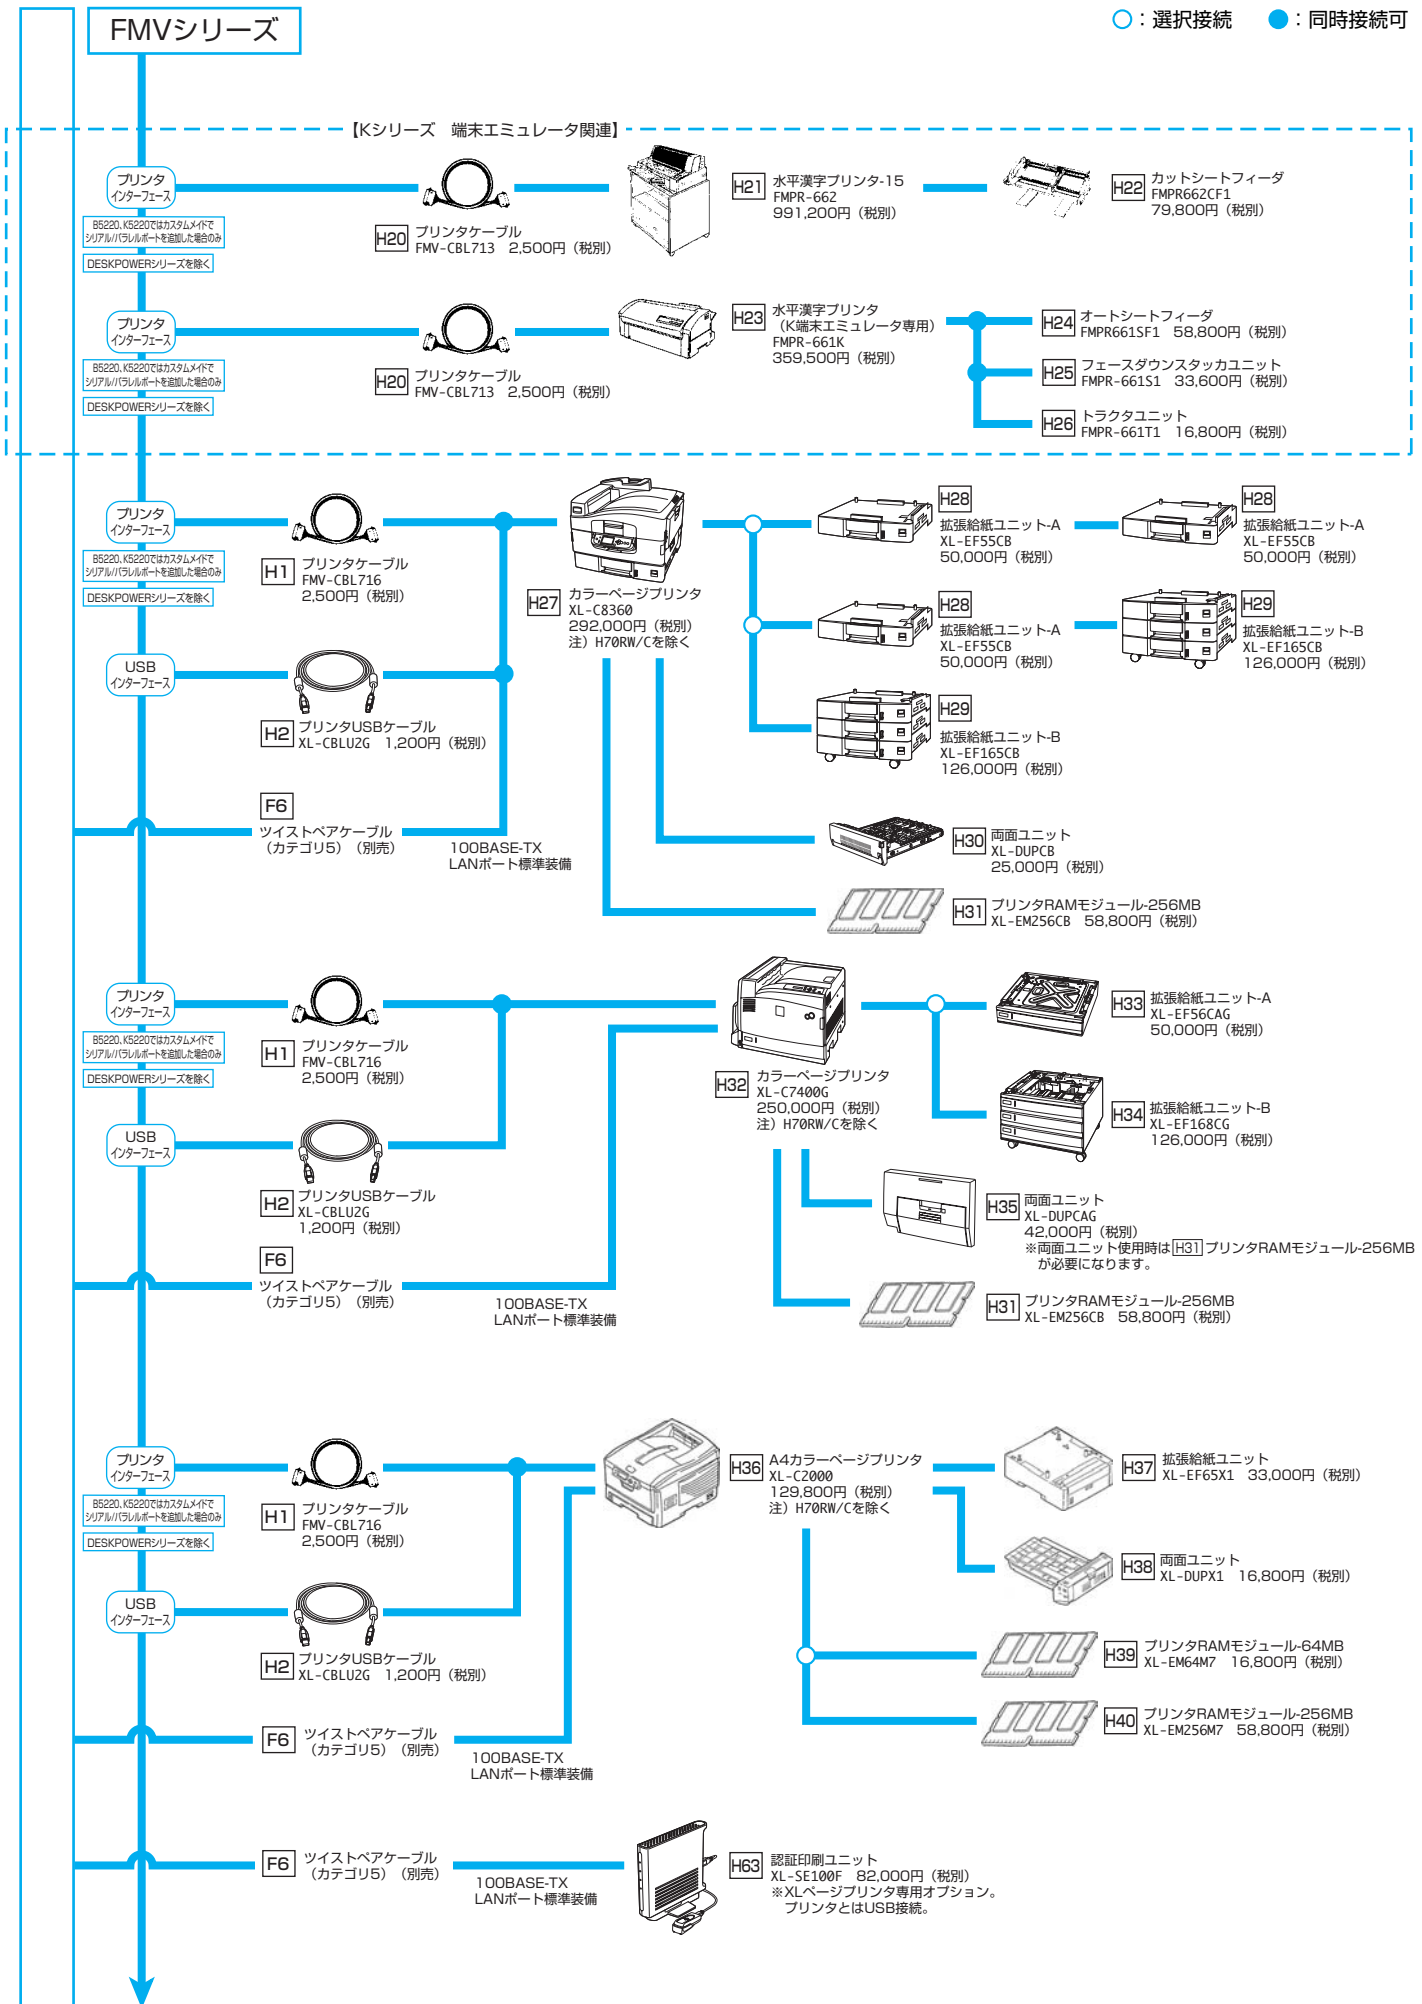 FMVシリーズ
○：選択接続　●：同時接続可
【Kシリーズ　端末エミュレータ関連】
プリンタ
インターフェース
B5220、K5220ではカスタムメイドで
シリアル/パラレルポートを追加した場合のみ
DESKPOWERシリーズを除く
H20 プリンタケーブル
FMV-CBL713　2,500円（税別）
H21 水平漢字プリンタ-15
FMPR-662
991,200円（税別）
H22 カットシートフィーダ
FMPR662CF1
79,800円（税別）
プリンタ
インターフェース
B5220、K5220ではカスタムメイドで
シリアル/パラレルポートを追加した場合のみ
DESKPOWERシリーズを除く
H20 プリンタケーブル
FMV-CBL713　2,500円（税別）
H23 水平漢字プリンタ
（K端末エミュレータ専用）
FMPR-661K
359,500円（税別）
H24 オートシートフィーダ
FMPR661SF1　58,800円（税別）
H25 フェースダウンスタッカユニット
FMPR-661S1　33,600円（税別）
H26 トラクタユニット
FMPR-661T1　16,800円（税別）
プリンタ
インターフェース
B5220、K5220ではカスタムメイドで
シリアル/パラレルポートを追加した場合のみ
DESKPOWERシリーズを除く
H1 プリンタケーブル
FMV-CBL716
2,500円（税別）
USB
インターフェース
H2 プリンタUSBケーブル
XL-CBLU2G　1,200円（税別）
F6
ツイストペアケーブル
（カテゴリ5）（別売）
100BASE-TX
LANポート標準装備
H27 カラーページプリンタ
XL-C8360
292,000円（税別）
注）H70RW/Cを除く
H28
拡張給紙ユニット-A
XL-EF55CB
50,000円（税別）
H28
拡張給紙ユニット-A
XL-EF55CB
50,000円（税別）
H28
拡張給紙ユニット-A
XL-EF55CB
50,000円（税別）
H29
拡張給紙ユニット-B
XL-EF165CB
126,000円（税別）
H29
拡張給紙ユニット-B
XL-EF165CB
126,000円（税別）
H30 両面ユニット
XL-DUPCB
25,000円（税別）
H31 プリンタRAMモジュール-256MB
XL-EM256CB　58,800円（税別）
プリンタ
インターフェース
B5220、K5220ではカスタムメイドで
シリアル/パラレルポートを追加した場合のみ
DESKPOWERシリーズを除く
H1 プリンタケーブル
FMV-CBL716
2,500円（税別）
USB
インターフェース
H2 プリンタUSBケーブル
XL-CBLU2G
1,200円（税別）
F6
ツイストペアケーブル
（カテゴリ5）（別売）
100BASE-TX
LANポート標準装備
H32 カラーページプリンタ
XL-C7400G
250,000円（税別）
注）H70RW/Cを除く
H33 拡張給紙ユニット-A
XL-EF56CAG
50,000円（税別）
H34 拡張給紙ユニット-B
XL-EF168CG
126,000円（税別）
H35 両面ユニット
XL-DUPCAG
42,000円（税別）
※両面ユニット使用時はH31プリンタRAMモジュール-256MB
が必要になります。
H31 プリンタRAMモジュール-256MB
XL-EM256CB　58,800円（税別）
プリンタ
インターフェース
B5220、K5220ではカスタムメイドで
シリアル/パラレルポートを追加した場合のみ
DESKPOWERシリーズを除く
H1 プリンタケーブル
FMV-CBL716
2,500円（税別）
USB
インターフェース
H2 プリンタUSBケーブル
XL-CBLU2G　1,200円（税別）
F6 ツイストペアケーブル
（カテゴリ5）（別売）
100BASE-TX
LANポート標準装備
H36 A4カラーページプリンタ
XL-C2000
129,800円（税別）
注）H70RW/Cを除く
H37 拡張給紙ユニット
XL-EF65X1　33,000円（税別）
H38 両面ユニット
XL-DUPX1　16,800円（税別）
H39 プリンタRAMモジュール-64MB
XL-EM64M7　16,800円（税別）
H40 プリンタRAMモジュール-256MB
XL-EM256M7　58,800円（税別）
F6 ツイストペアケーブル
（カテゴリ5）（別売）
100BASE-TX
LANポート標準装備
H63 認証印刷ユニット
XL-SE100F　82,000円（税別）
※XLページプリンタ専用オプション。
プリンタとはUSB接続。